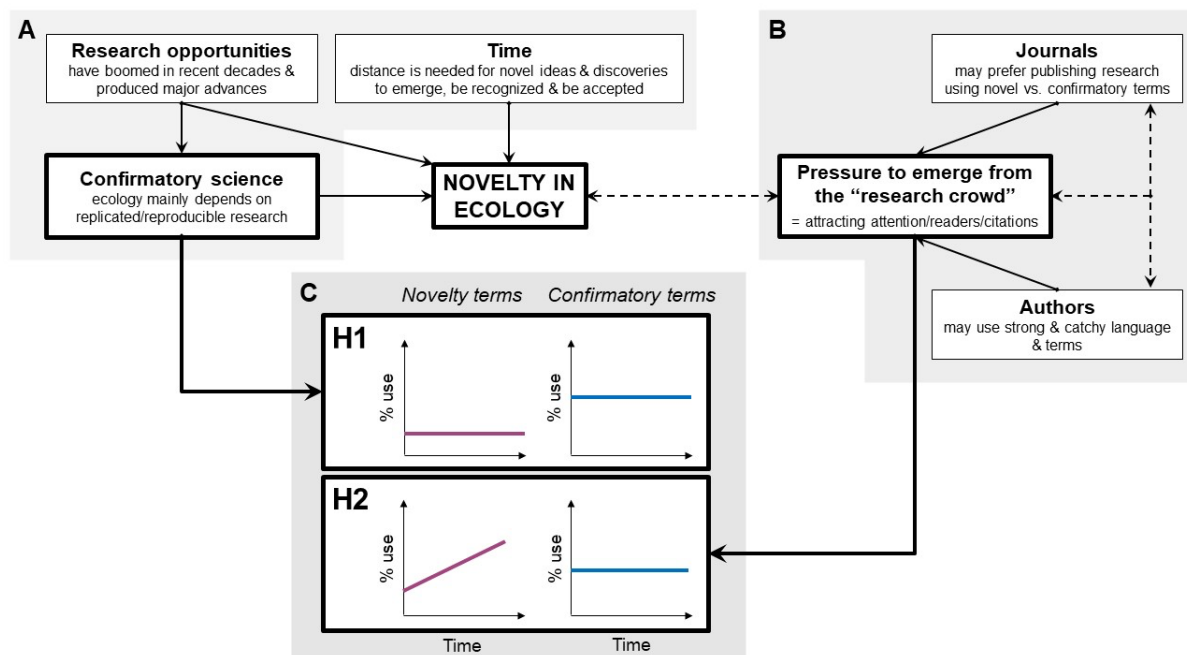 A
Research opportunities
have boomed in recent decades &
produced major advances
Time
distance is needed for novel ideas & discoveries
to emerge, be recognized & be accepted
Confirmatory science
ecology mainly depends on
replicated/reproducible research
NOVELTY IN
ECOLOGY
B
Journals
may prefer publishing research
using novel vs. confirmatory terms
Pressure to emerge from
the “research crowd”
= attracting attention/readers/citations
Authors
may use strong & catchy language
& terms
C
Novelty terms
Confirmatory terms
H1
% use
% use
H2
% use
% use
Time
Time